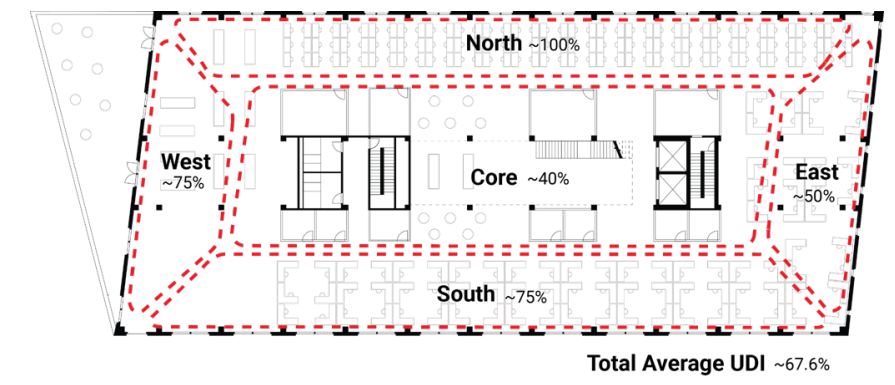 North ~100%
West
~75%
Core ~40%
East
~50%
South ~75%
Total Average UDI ~67.6%